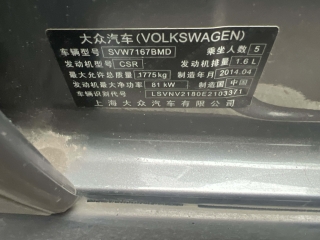 大众汽车(VOLKSWAGEN)
车辆型号 SVW7167BMD 乘坐人数 5
发动机型号 CSR 发动机排量 1.6 L
最大允许总质量 1775kg 制造年月 2014.04
发动机最大净功率 81 kW 制造国 中国
车辆识别代号 LSVNV2180E2103371
上海大众汽车有限公司